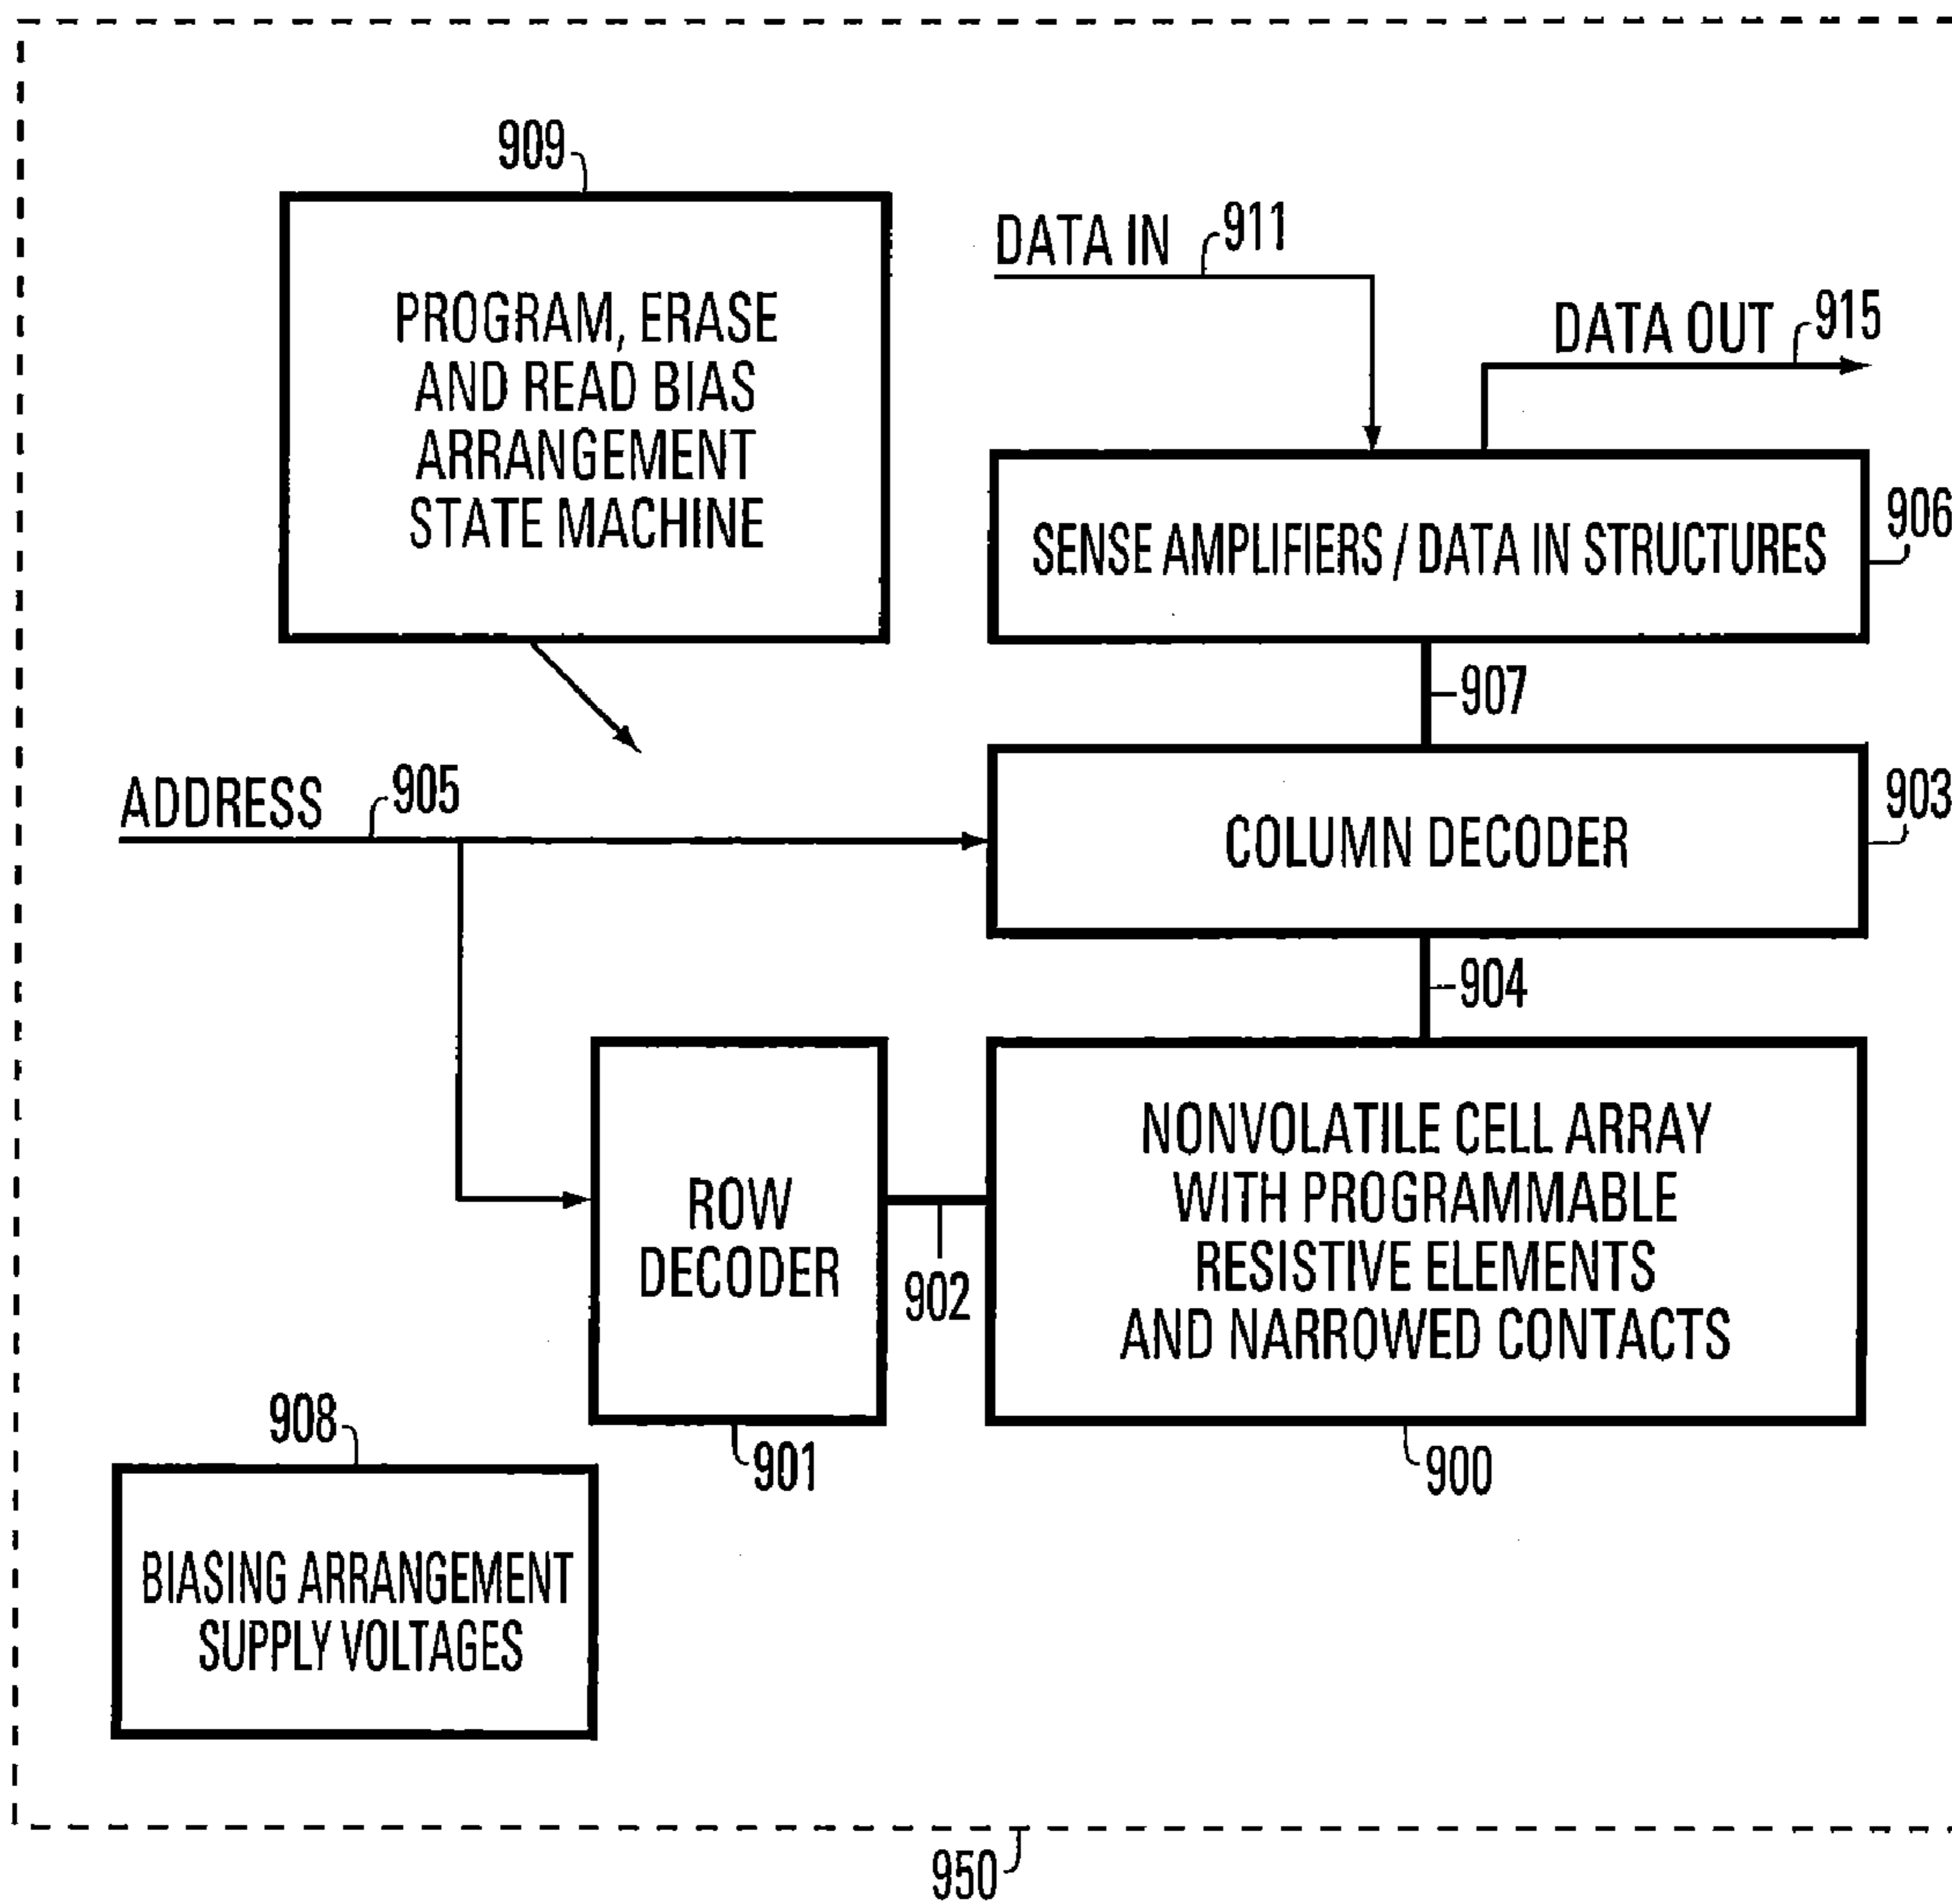 909
PROGRAM, ERASE
AND READ BIAS
ARRANGEMENT
STATE MACHINE
DATA IN
911
DATA OUT
915
SENSE AMPLIFIERS / DATA IN STRUCTURES
906
907
ADDRESS
905
COLUMN DECODER
903
904
ROW
DECODER
902
NONVOLATILE CELL ARRAY
WITH PROGRAMMABLE
RESISTIVE ELEMENTS
AND NARROWED CONTACTS
901
900
908
BIASING ARRANGEMENT
SUPPLY VOLTAGES
950